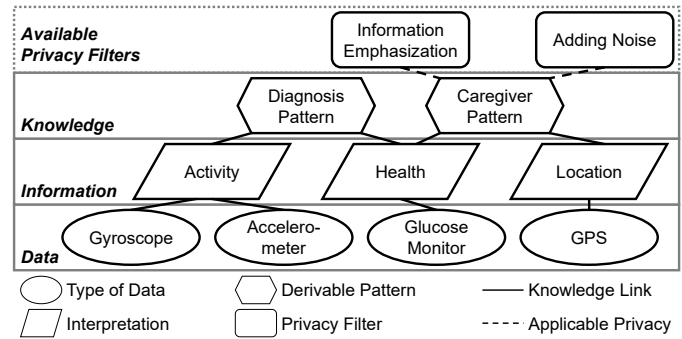 Available
Privacy Filters
Information
Emphasization
Adding Noise
Knowledge
Diagnosis
Pattern
Caregiver
Pattern
Information
Activity
Health
Location
Data
Gyroscope
Accelero-
meter
Glucose
Monitor
GPS
Type of Data
Derivable Pattern
Knowledge Link
Interpretation
Privacy Filter
Applicable Privacy